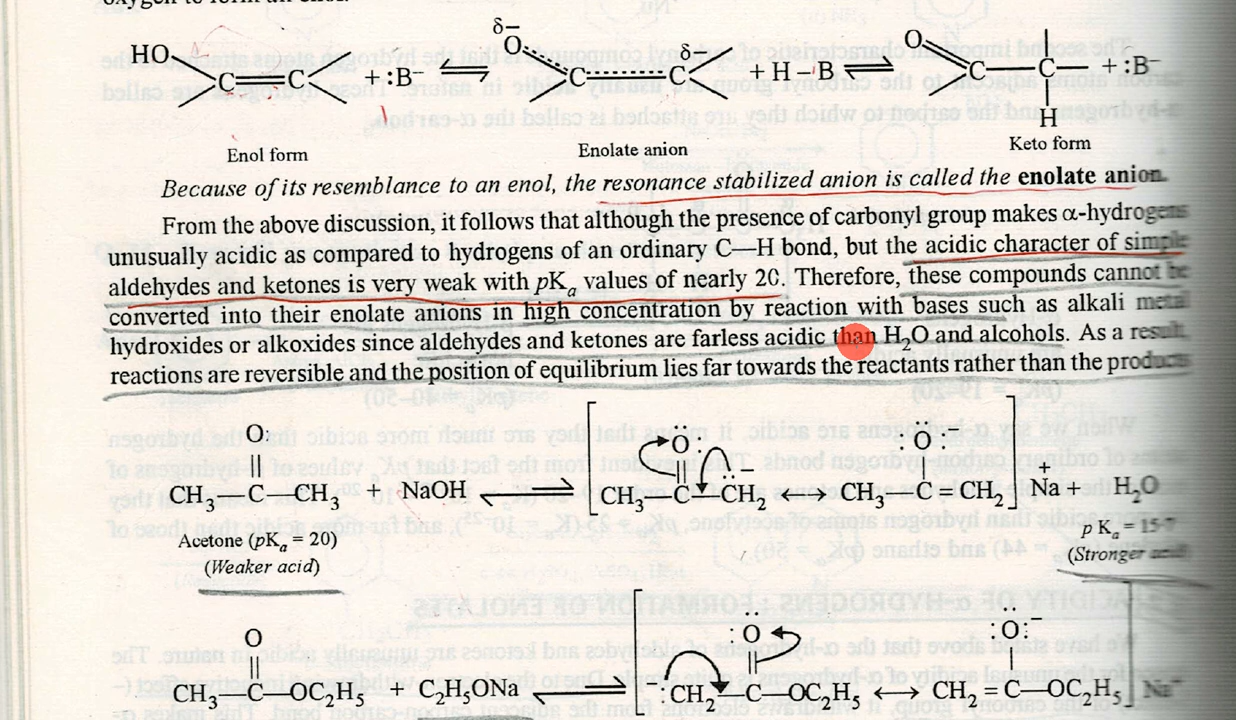 HO C═C + :B⁻ ⇌ δ− O C C δ− + H–B ⇌ O C—C— + :B⁻
H
Enol form Enolate anion Keto form
Because of its resemblance to an enol, the resonance stabilized anion is called the enolate anion.
From the above discussion, it follows that although the presence of carbonyl group makes α-hydrogens
unusually acidic as compared to hydrogens of an ordinary C—H bond, but the acidic character of simple
aldehydes and ketones is very weak with pKa values of nearly 20. Therefore, these compounds cannot be
converted into their enolate anions in high concentration by reaction with bases such as alkali metal
hydroxides or alkoxides since aldehydes and ketones are farless acidic than H₂O and alcohols. As a result,
reactions are reversible and the position of equilibrium lies far towards the reactants rather than the products
O: :O: :O:⁻
CH₃—C—CH₃ + NaOH ⇌ [CH₃—C—CH₂⁻ ↔ CH₃—C=CH₂] Na⁺ + H₂O
Acetone (pKa = 20) pKa = 15·7
(Weaker acid) (Stronger acid)
O :O :O:⁻
CH₃—C—OC₂H₅ + C₂H₅ONa ⇌ [⁻:CH₂—C—OC₂H₅ ↔ CH₂=C—OC₂H₅] Na⁺